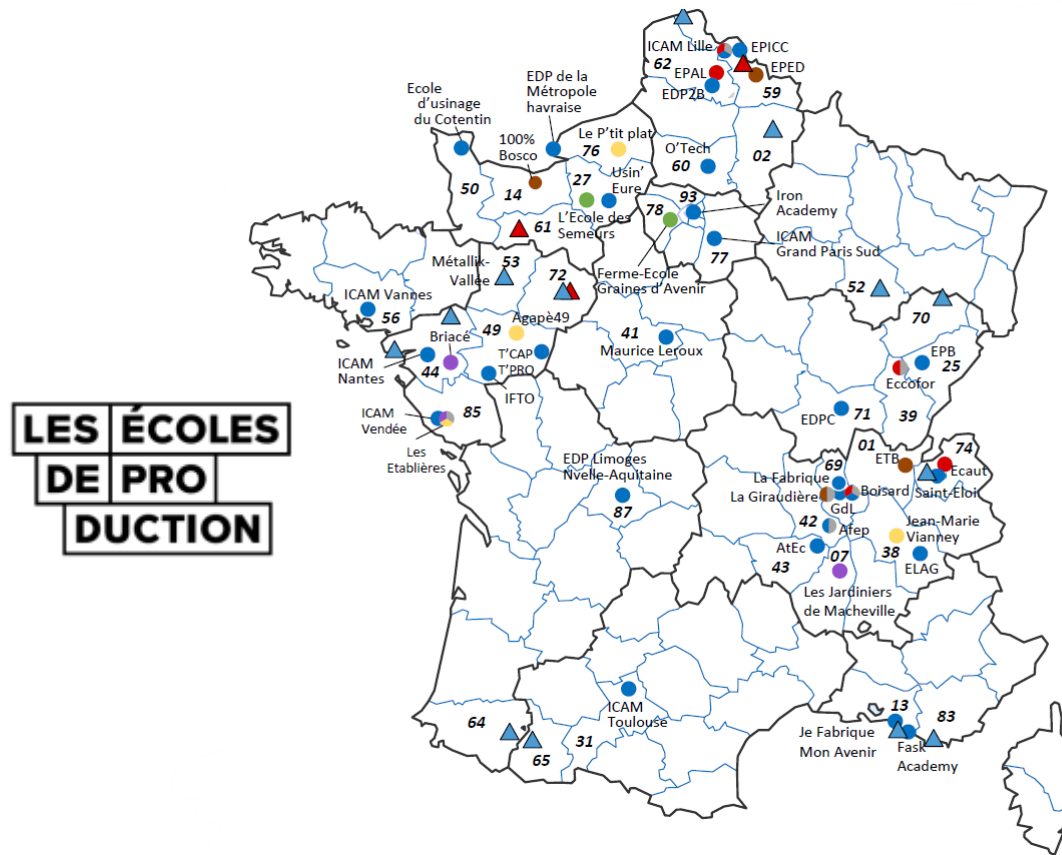 ICAM Lille
EPICC
62
EPAL
EPED
EDP2B
59
EDP de la
Métropole
havraise
Ecole
d'usinage
du Cotentin
100%
Bosco
Le P'tit plat
76
O'Tech
60
02
50
14
27
Usin'
Eure
61
L'Ecole des
Semeurs
78
93
Iron
Academy
ICAM
Grand Paris Sud
77
Ferme-Ecole
Graines d'Avenir
Métallik-
Vallée
53
72
52
70
ICAM Vannes
56
Briacé
49
Agapè49
41
Maurice Leroux
ICAM
Nantes
44
T'CAP
T'PRO
IFTO
EPB
25
Eccofor
39
EDPC
71
LES ÉCOLES
DE PRO
DUCTION
ICAM
Vendée
85
Les
Etablières
01
74
ETB
Ecaut
Saint-Eloi
EDP Limoges
Nvelle-Aquitaine
87
69
La Fabrique
La Giraudière
Boisard
GdL
42
Afep
Jean-Marie
Vianney
38
AtEc
43
07
ELAG
Les Jardiniers
de Macheville
ICAM
Toulouse
64
65
31
13
83
Je Fabrique
Mon Avenir
Fask
Academy